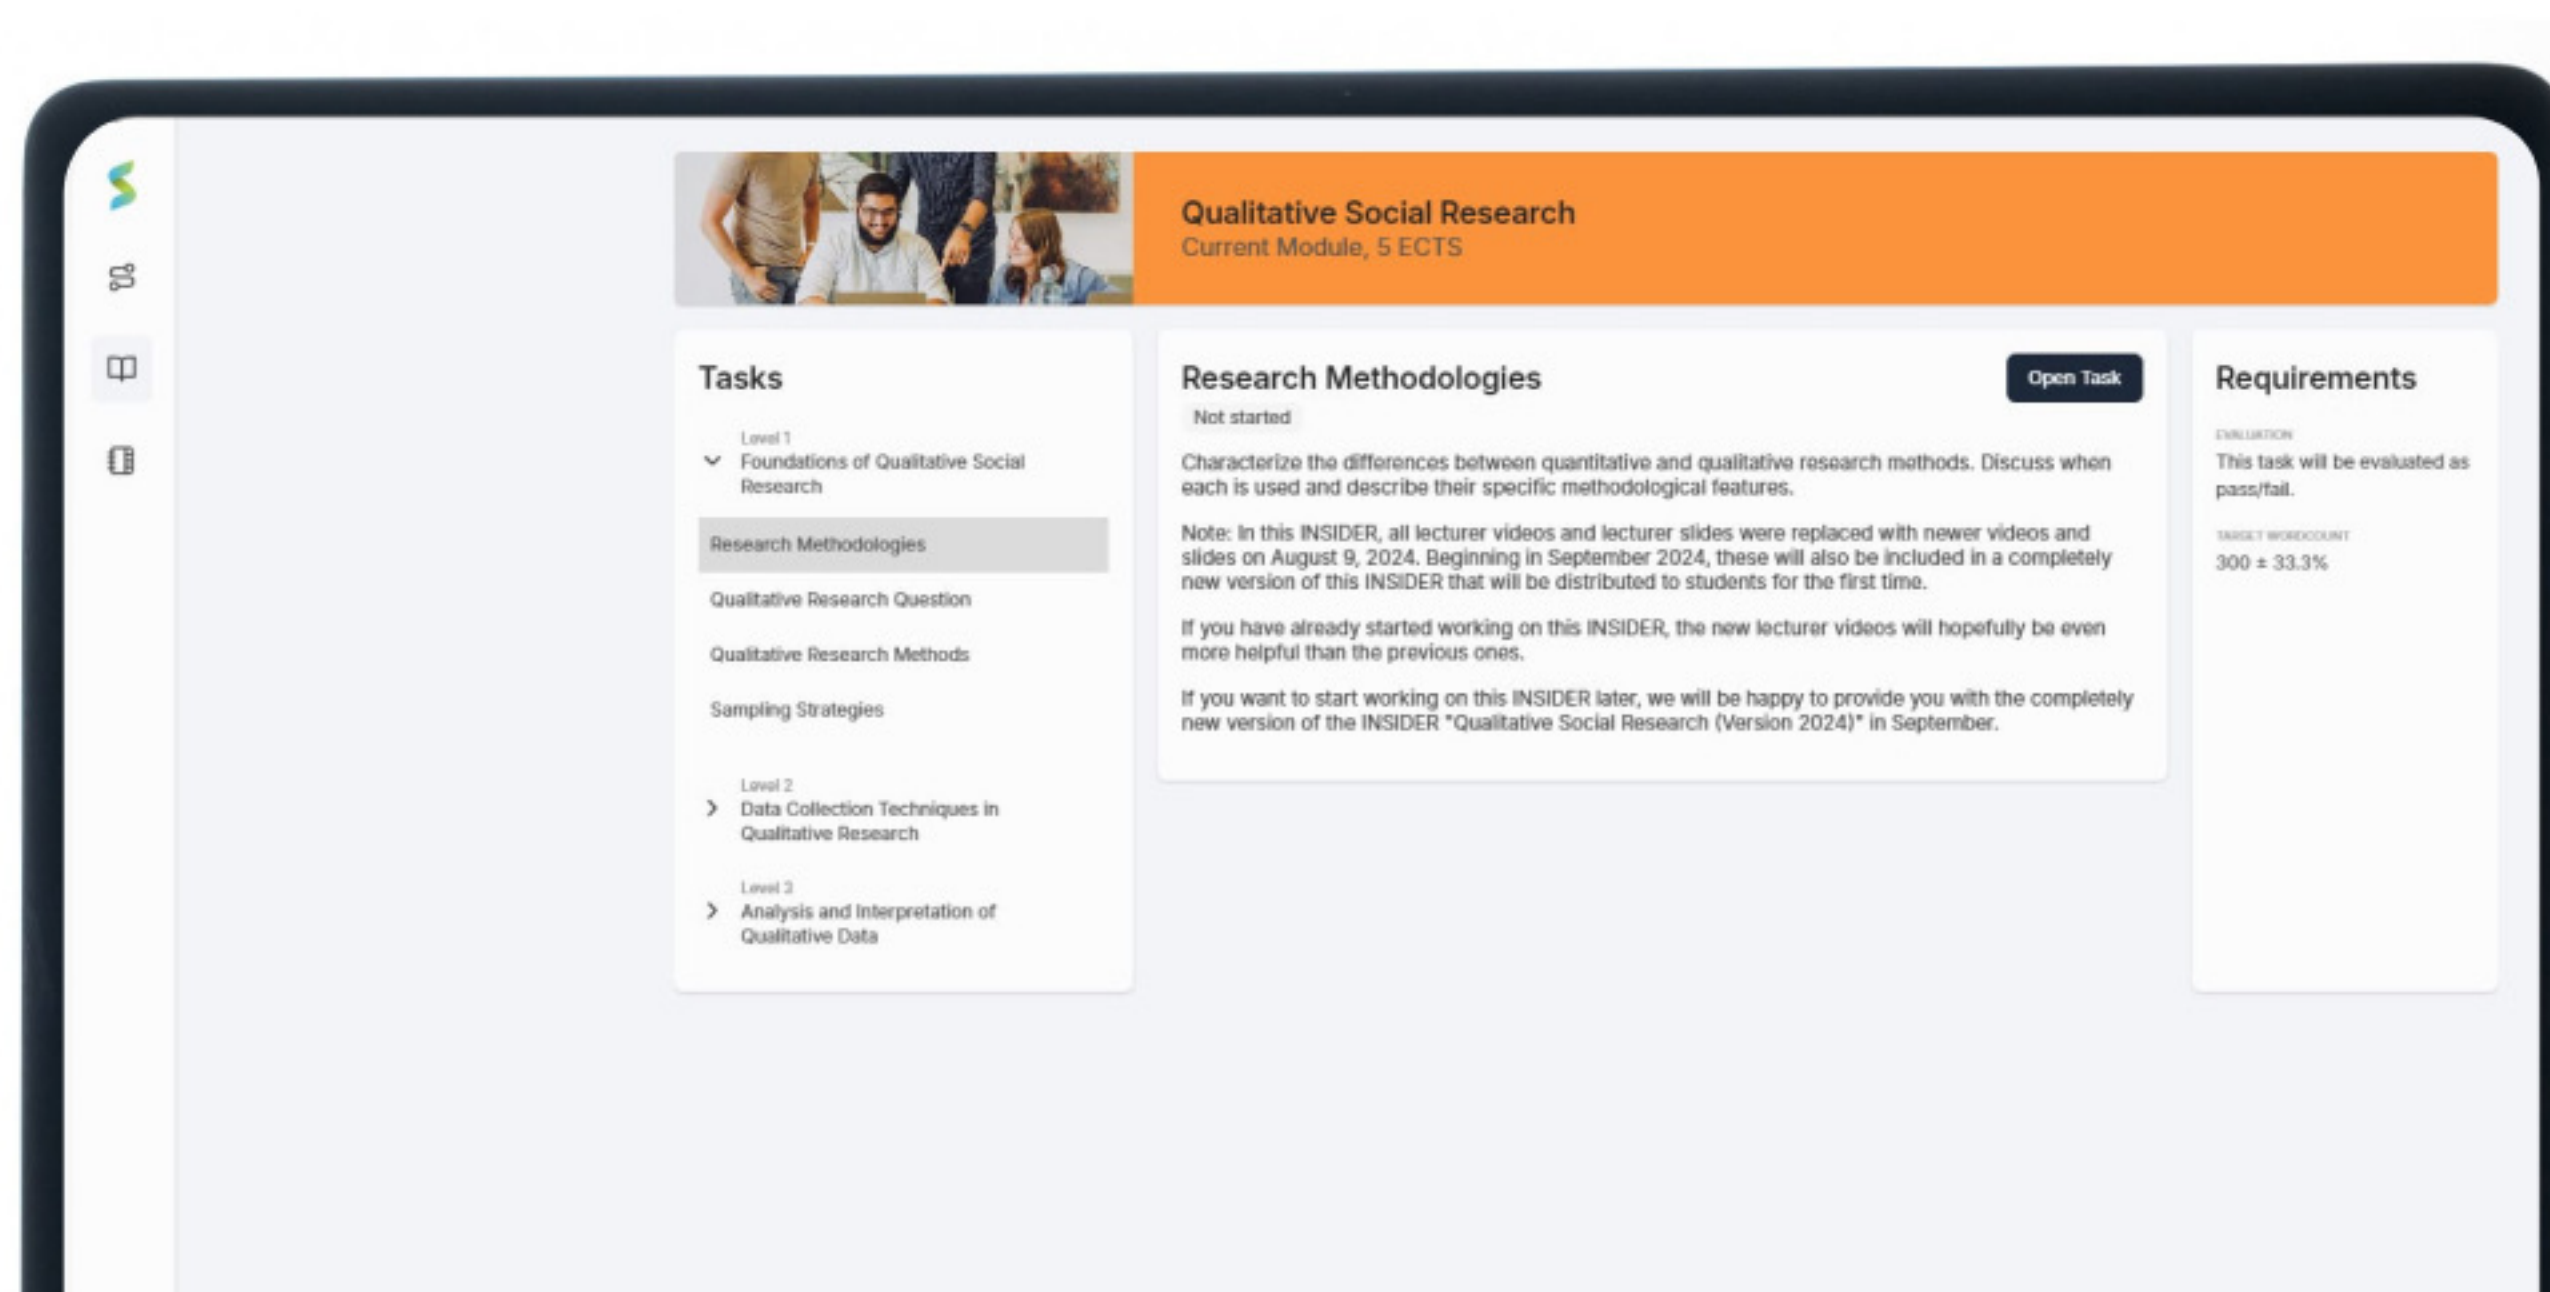 Qualitative Social Research
Current Module, 5 ECTS
Tasks
Level 1
Foundations of Qualitative Social
Research
Research Methodologies
Qualitative Research Question
Qualitative Research Methods
Sampling Strategies
Level 2
Data Collection Techniques in
Qualitative Research
Level 3
Analysis and Interpretation of
Qualitative Data
Research Methodologies
Open Task
Not started
Characterize the differences between quantitative and qualitative research methods. Discuss when
each is used and describe their specific methodological features.
Note: In this INSIDER, all lecturer videos and lecturer slides were replaced with newer videos and
slides on August 9, 2024. Beginning in September 2024, these will also be included in a completely
new version of this INSIDER that will be distributed to students for the first time.
If you have already started working on this INSIDER, the new lecturer videos will hopefully be even
more helpful than the previous ones.
If you want to start working on this INSIDER later, we will be happy to provide you with the completely
new version of the INSIDER "Qualitative Social Research (Version 2024)" in September.
Requirements
EVALUATION
This task will be evaluated as
pass/fail.
TARGET WORDCOUNT
300 ± 33.3%